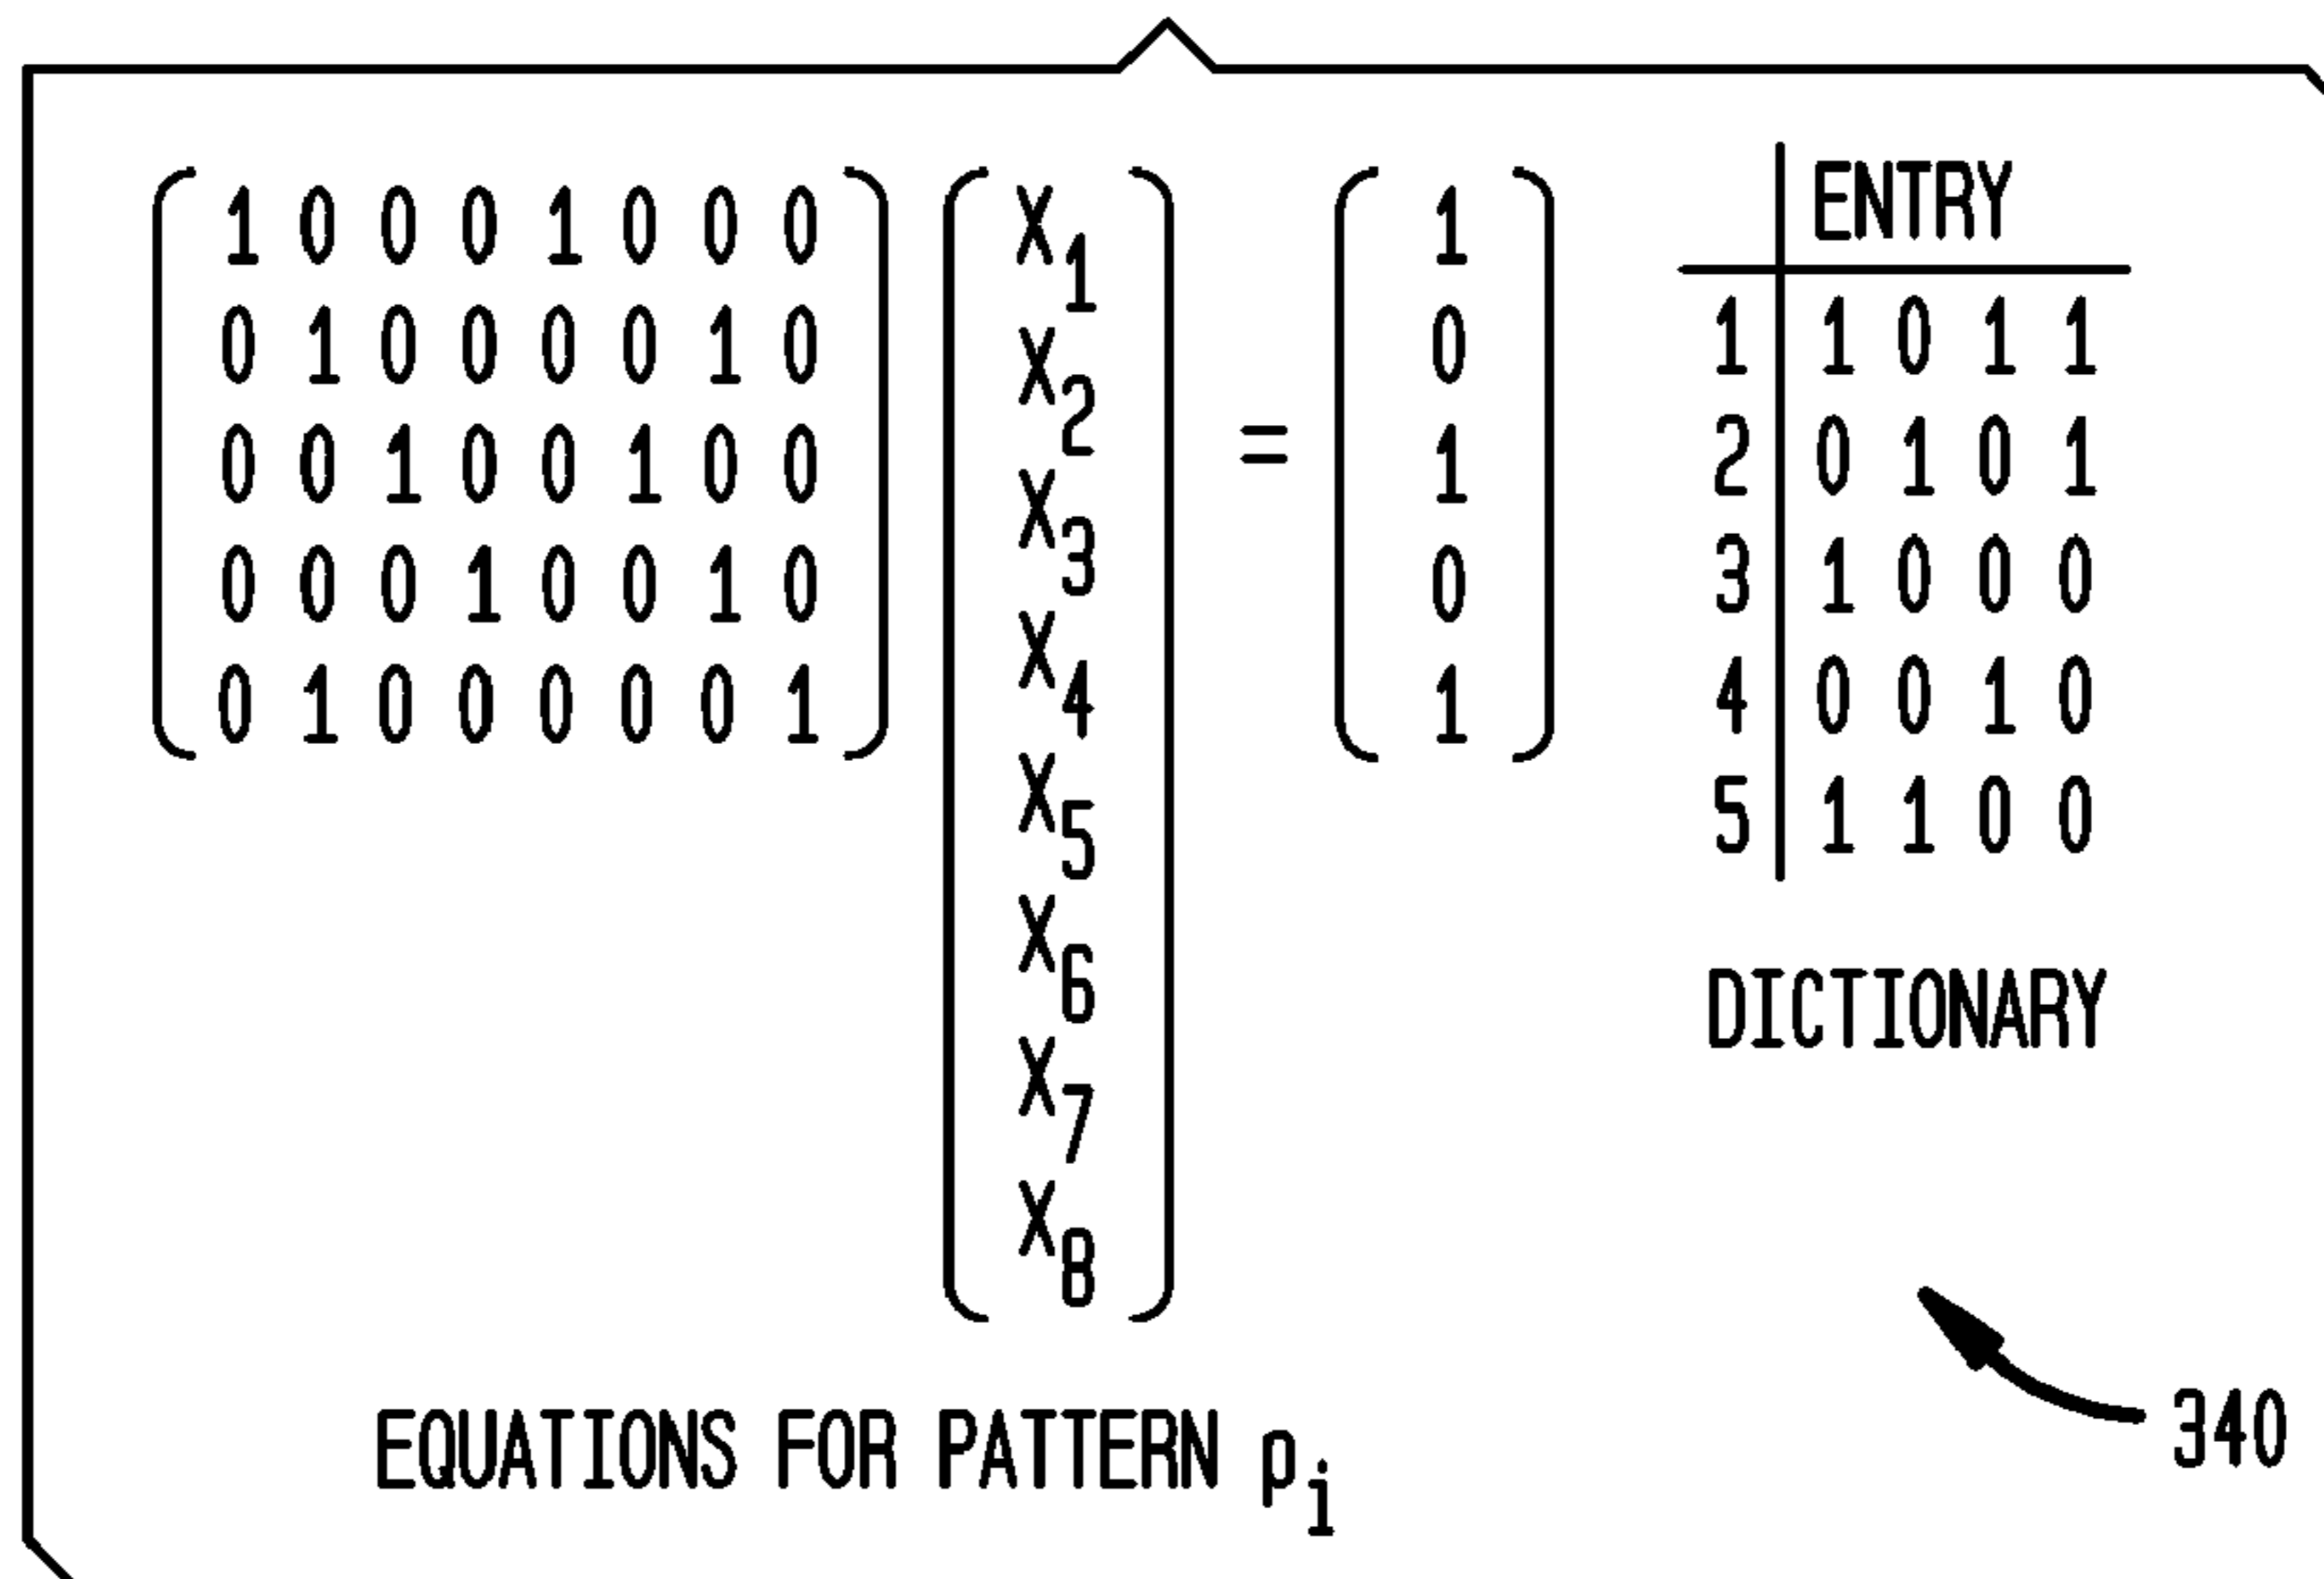 1 0 0 0 1 0 0 0
0 1 0 0 0 0 1 0
0 0 1 0 0 1 0 0
0 0 0 1 0 0 1 0
0 1 0 0 0 0 0 1
X1
X2
X3
X4
X5
X6
X7
X8
=
1
0
1
0
1
ENTRY
1 1 0 1 1
2 0 1 0 1
3 1 0 0 0
4 0 0 1 0
5 1 1 0 0
DICTIONARY
340
EQUATIONS FOR PATTERN pi